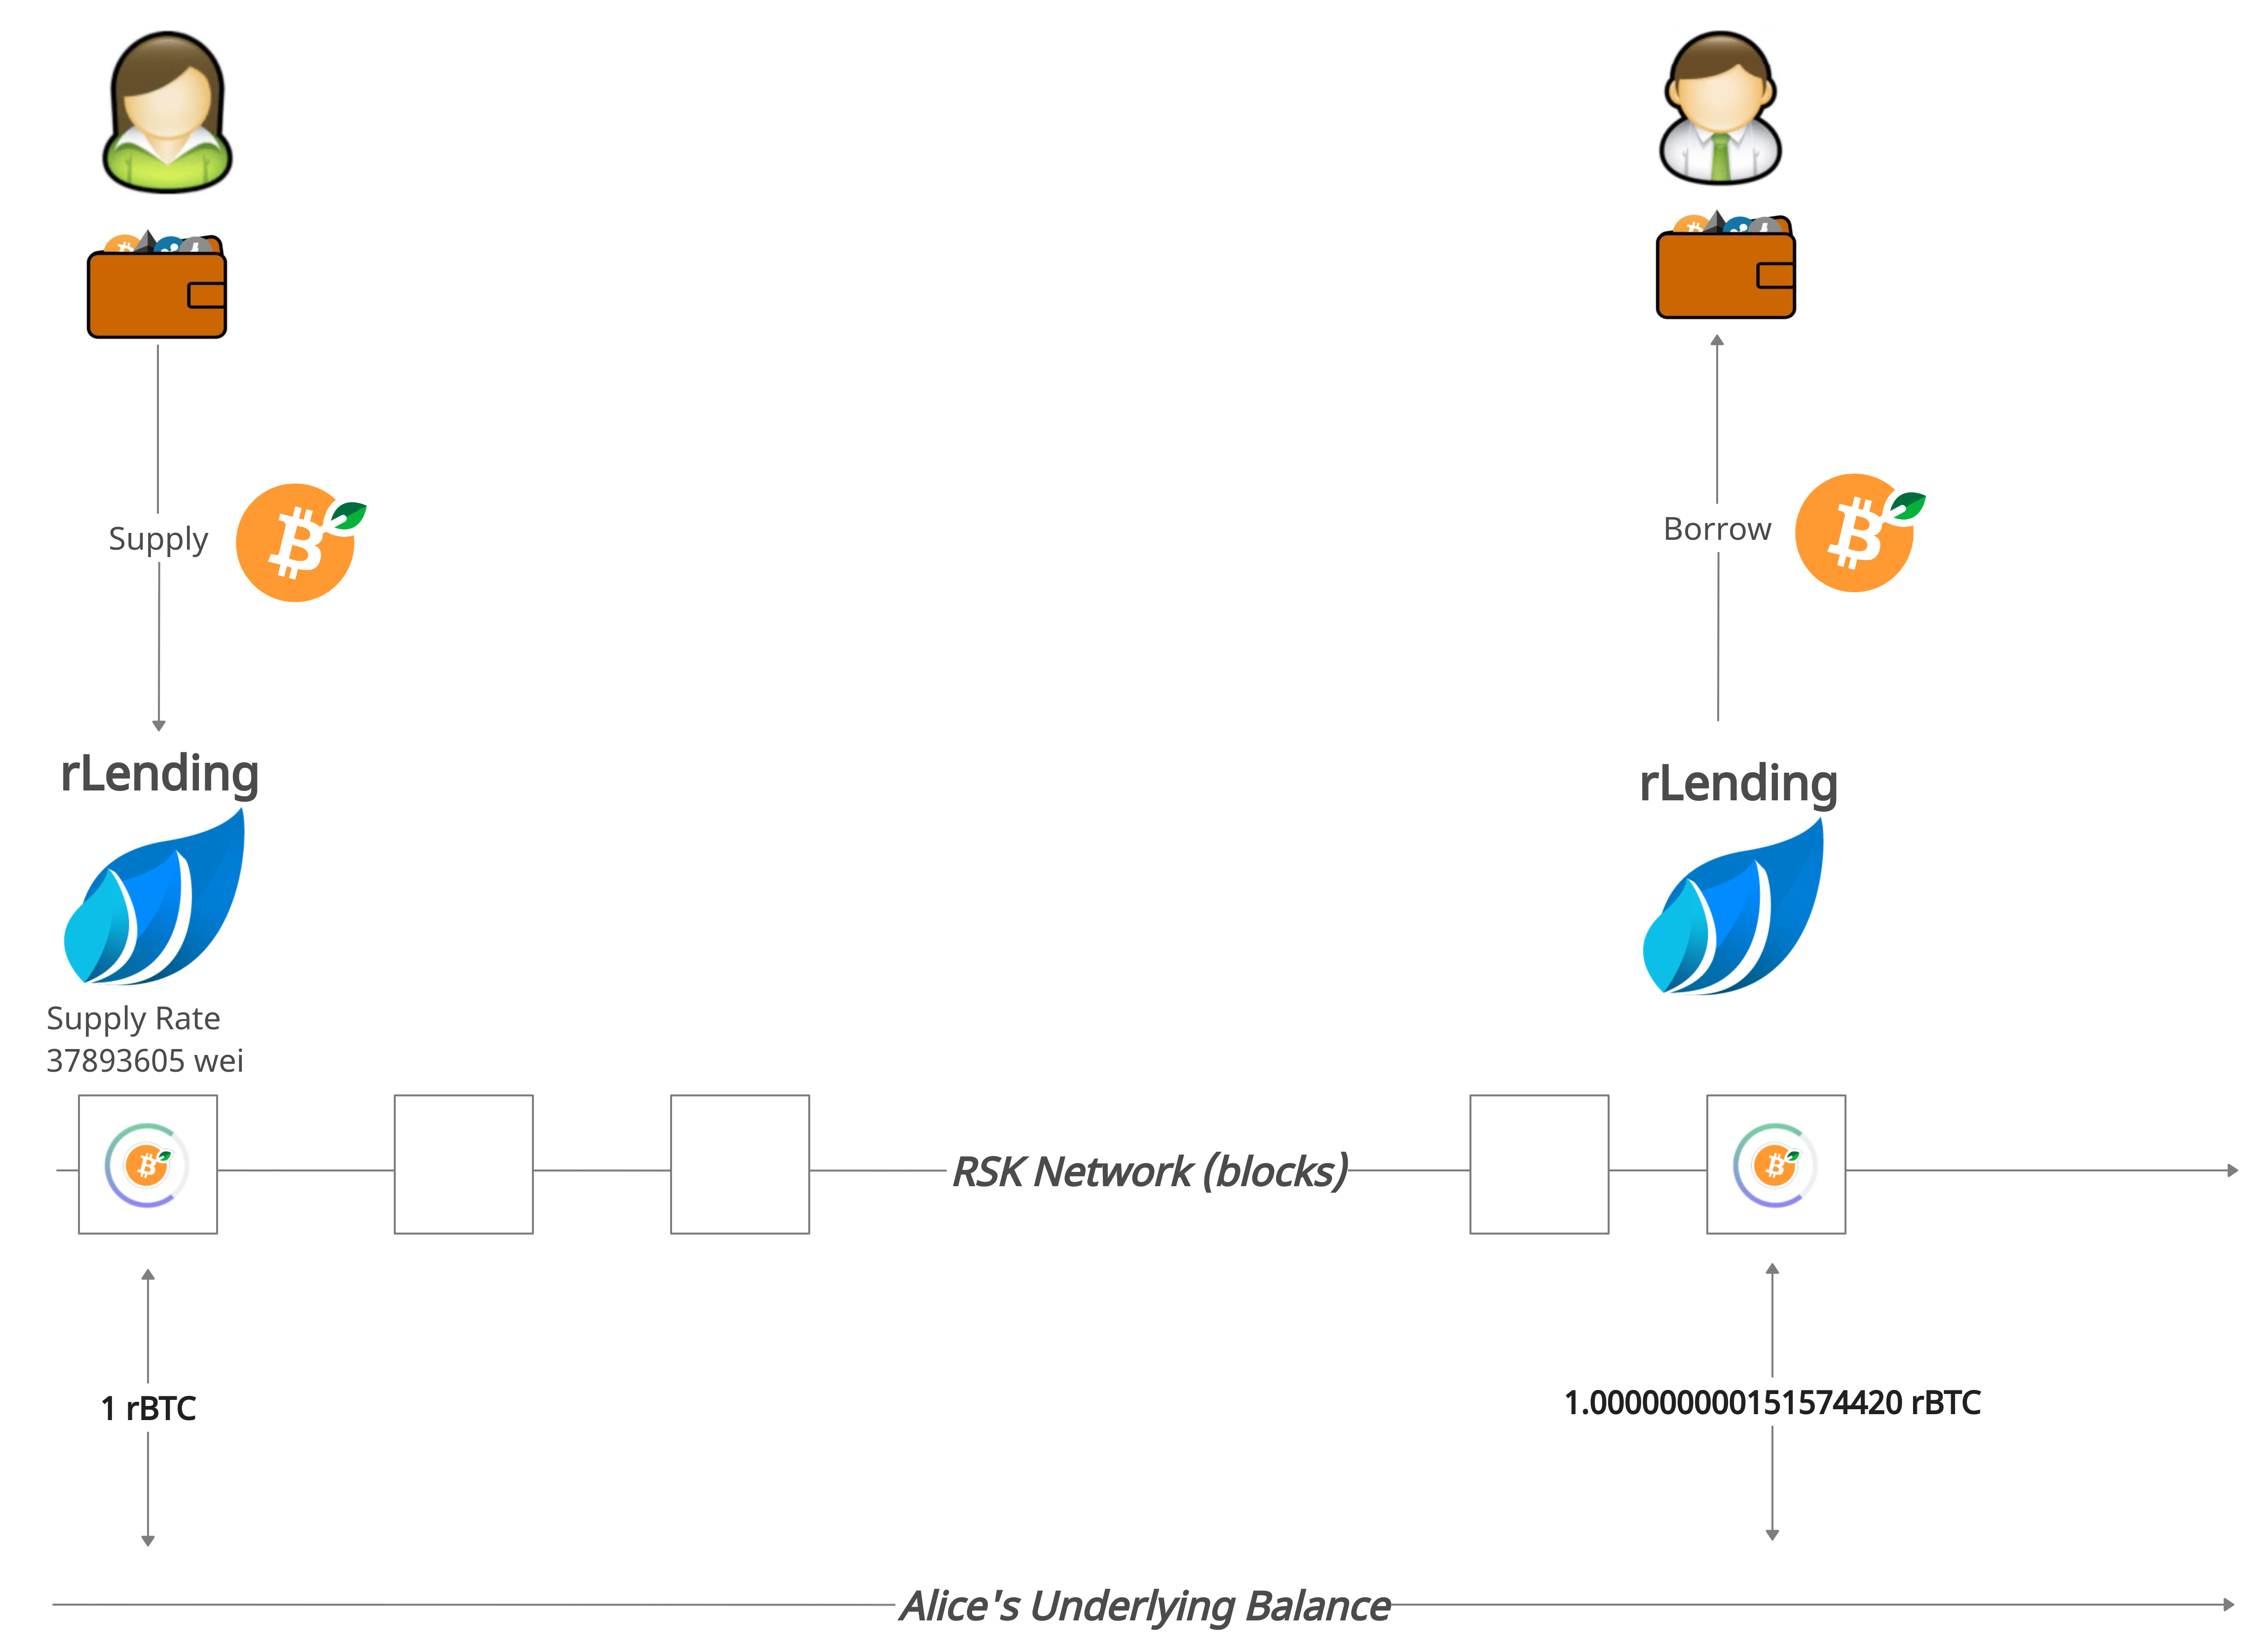 Supply
Borrow
rLending
rLending
Supply Rate
37893605 wei
RSK Network (blocks)
1 rBTC
1.000000000151574420 rBTC
Alice's Underlying Balance